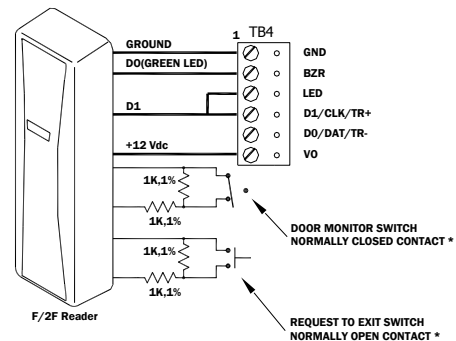 1 TB4
GROUND GND
D0(GREEN LED) BZR
LED
D1 D1/CLK/TR+
D0/DAT/TR-
+12 Vdc VO
1K,1%
1K,1%
DOOR MONITOR SWITCH
NORMALLY CLOSED CONTACT *
1K,1%
1K,1%
F/2F Reader
REQUEST TO EXIT SWITCH
NORMALLY OPEN CONTACT *